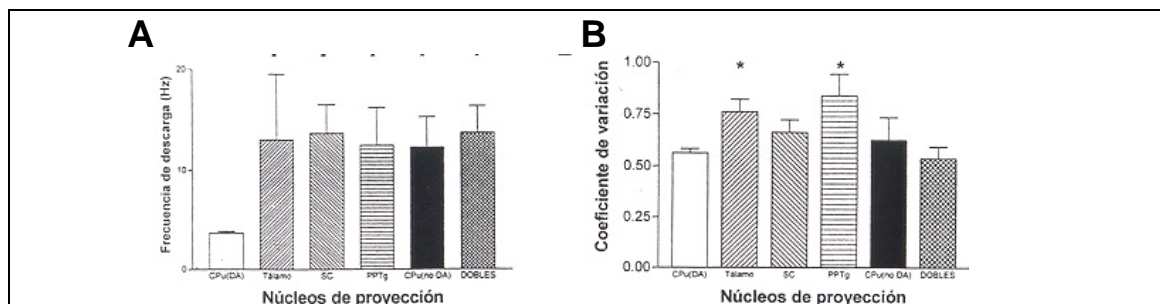 A
B
Frecuencia de descarga (Hz)
20
10
0
CPu(DA) Tálamo SC PPTg CPu(no DA) DOBLES
Núcleos de proyección
Coeficiente de variación
1.00
0.75
0.50
0.25
0.00
* *
CPu(DA) Tálamo SC PPTg CPu(no DA) DOBLES
Núcleos de proyección